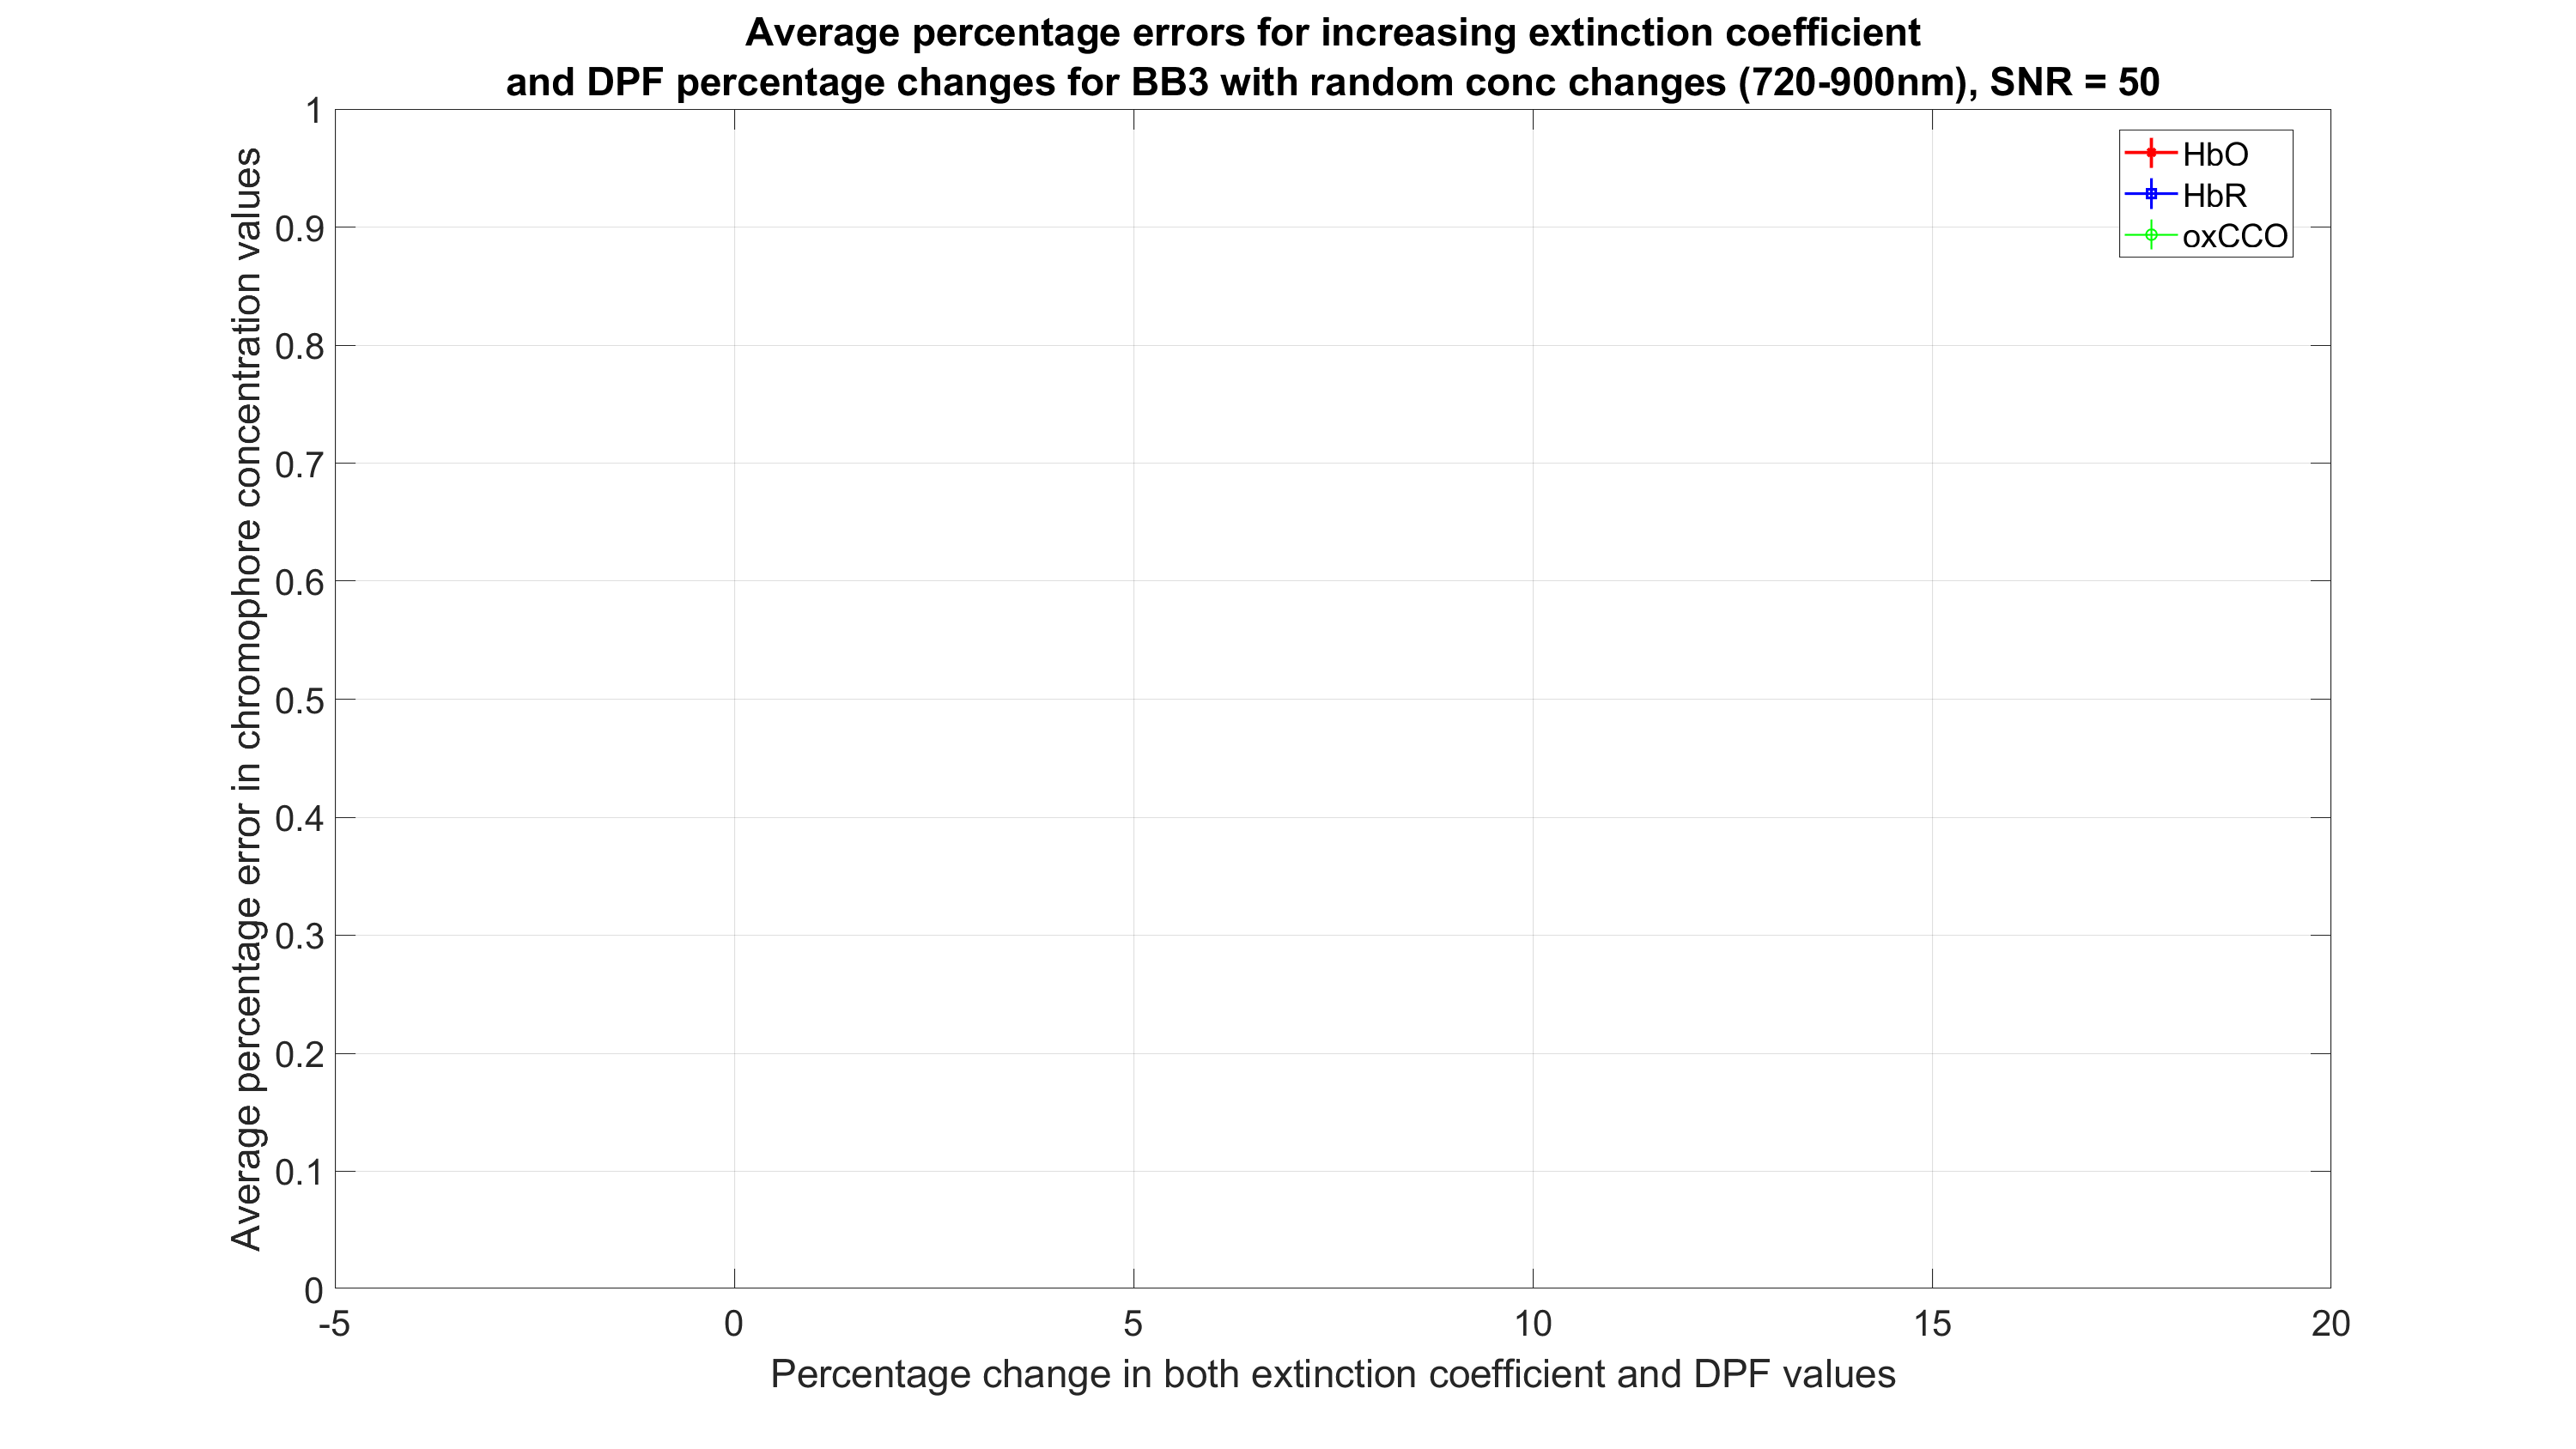 Average percentage errors for increasing extinction coefficient
and DPF percentage changes for BB3 with random conc changes (720-900nm), SNR = 50
HbO
HbR
oxCCO
Average percentage error in chromophore concentration values
1
0.9
0.8
0.7
0.6
0.5
0.4
0.3
0.2
0.1
0
-5 0 5 10 15 20
Percentage change in both extinction coefficient and DPF values